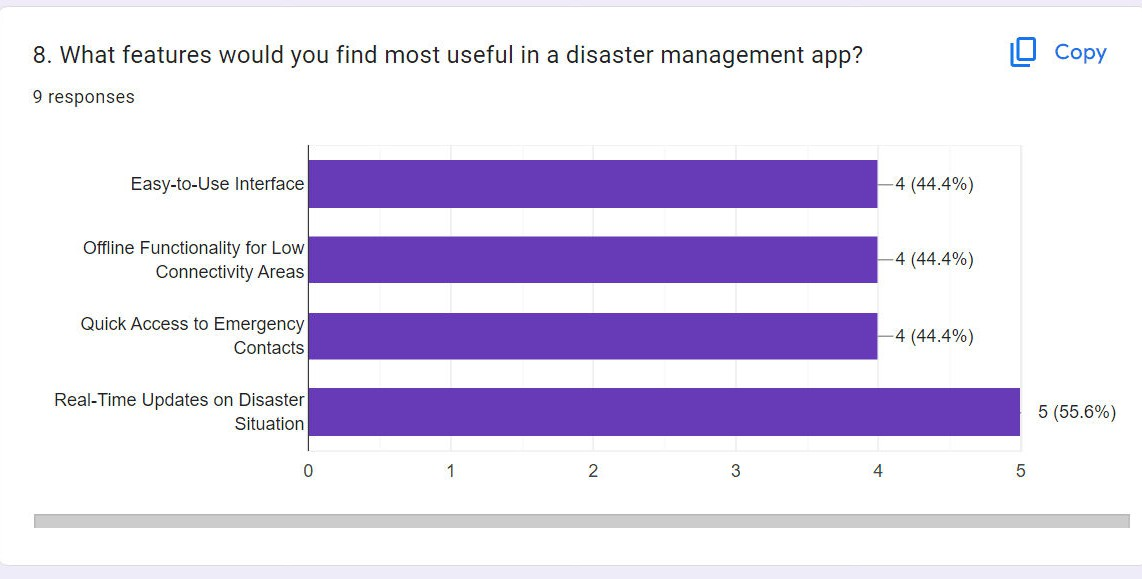 8. What features would you find most useful in a disaster management app?
Copy
9 responses
Easy-to-Use Interface
4 (44.4%)
Offline Functionality for Low
Connectivity Areas
4 (44.4%)
Quick Access to Emergency
Contacts
4 (44.4%)
Real-Time Updates on Disaster
Situation
5 (55.6%)
0 1 2 3 4 5